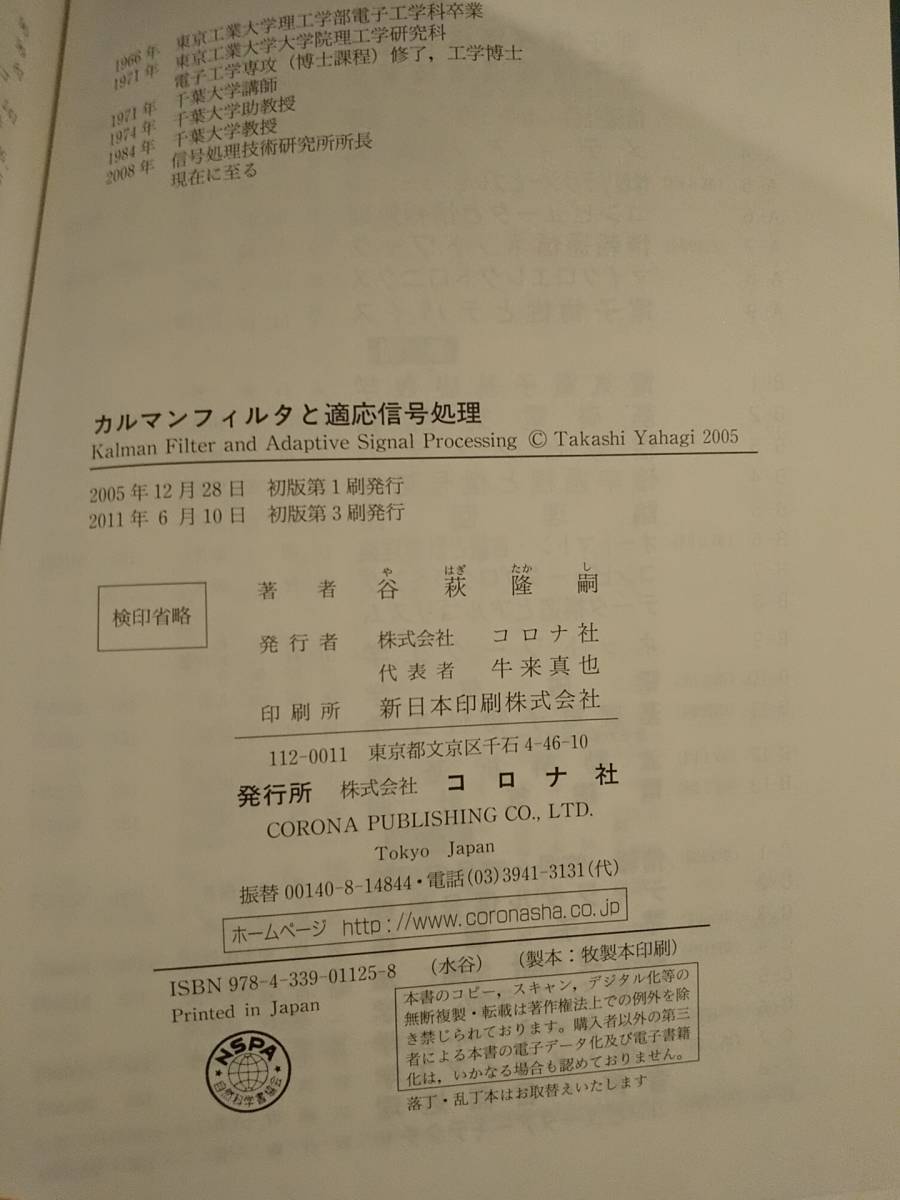 1966年 東京工業大学理工学部電子工学科卒業
1971年 東京工業大学大学院理工学研究科
電子工学専攻（博士課程）修了，工学博士
1971年 千葉大学講師
1974年 千葉大学助教授
1984年 千葉大学教授
2008年 信号処理技術研究所所長
現在に至る
カルマンフィルタと適応信号処理
Kalman Filter and Adaptive Signal Processing © Takashi Yahagi 2005
2005年12月28日 初版第1刷発行
2011年6月10日 初版第3刷発行
検印省略
や はぎ たか し
著者 谷萩隆嗣
発行者 株式会社 コロナ社
代表者 牛来真也
印刷所 新日本印刷株式会社
112-0011 東京都文京区千石4-46-10
発行所 株式会社 コロナ社
CORONA PUBLISHING CO., LTD.
Tokyo Japan
振替00140-8-14844・電話(03)3941-3131(代)
ホームページ http://www.coronasha.co.jp
ISBN 978-4-339-01125-8 （水谷） （製本：牧製本印刷）
Printed in Japan
NSPA
自然科学書協会
本書のコピー，スキャン，デジタル化等の
無断複製・転載は著作権法上での例外を除
き禁じられております。購入者以外の第三
者による本書の電子データ化及び電子書籍
化は，いかなる場合も認めておりません。
落丁・乱丁本はお取替えいたします